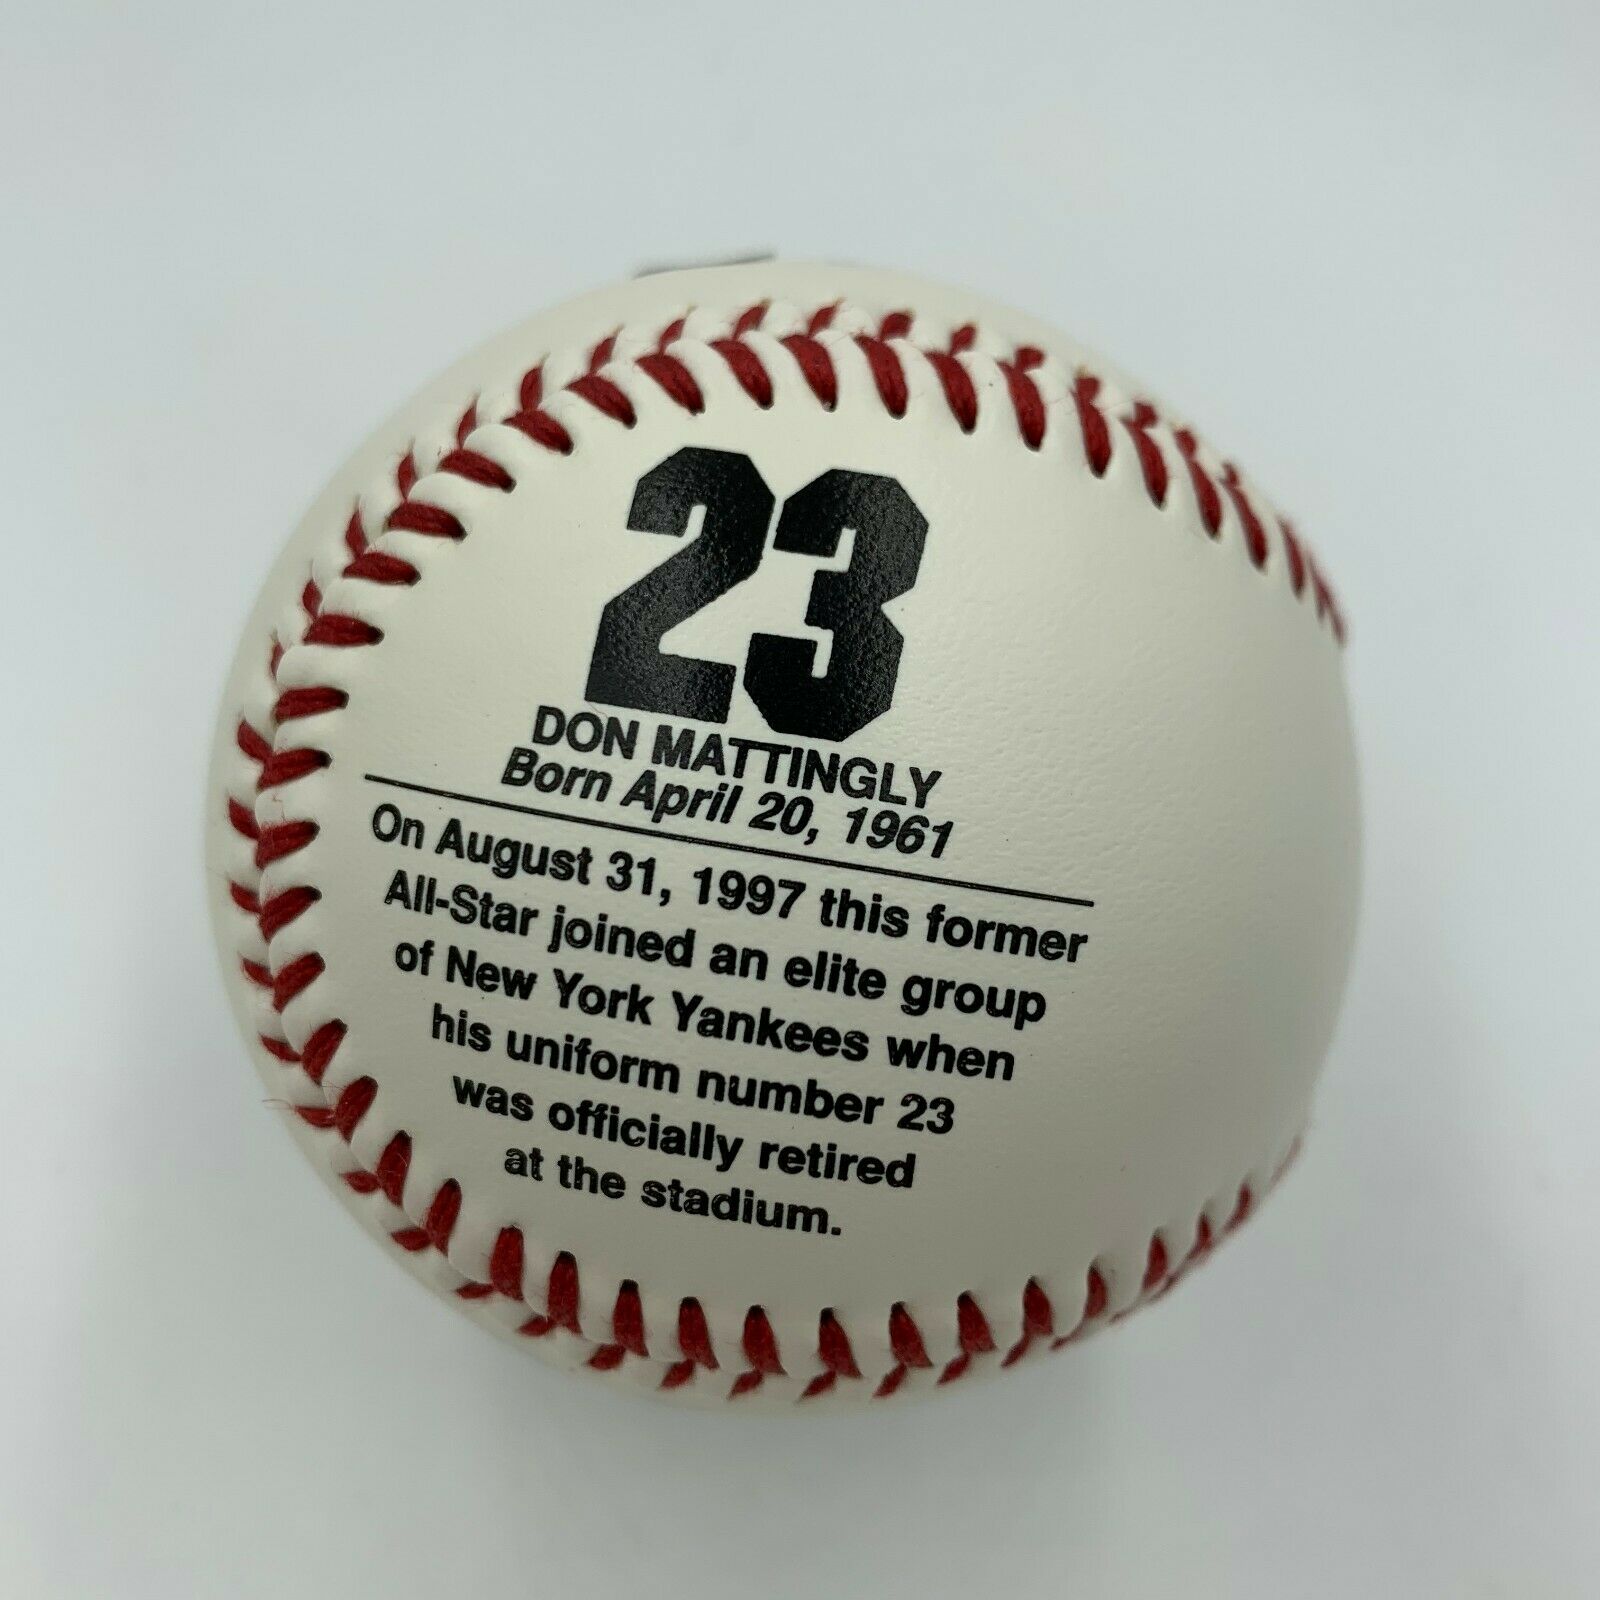 23
DON MATTINGLY
Born April 20, 1961
On August 31, 1997 this former
All-Star joined an elite group
of New York Yankees when
his uniform number 23
was officially retired
at the stadium.